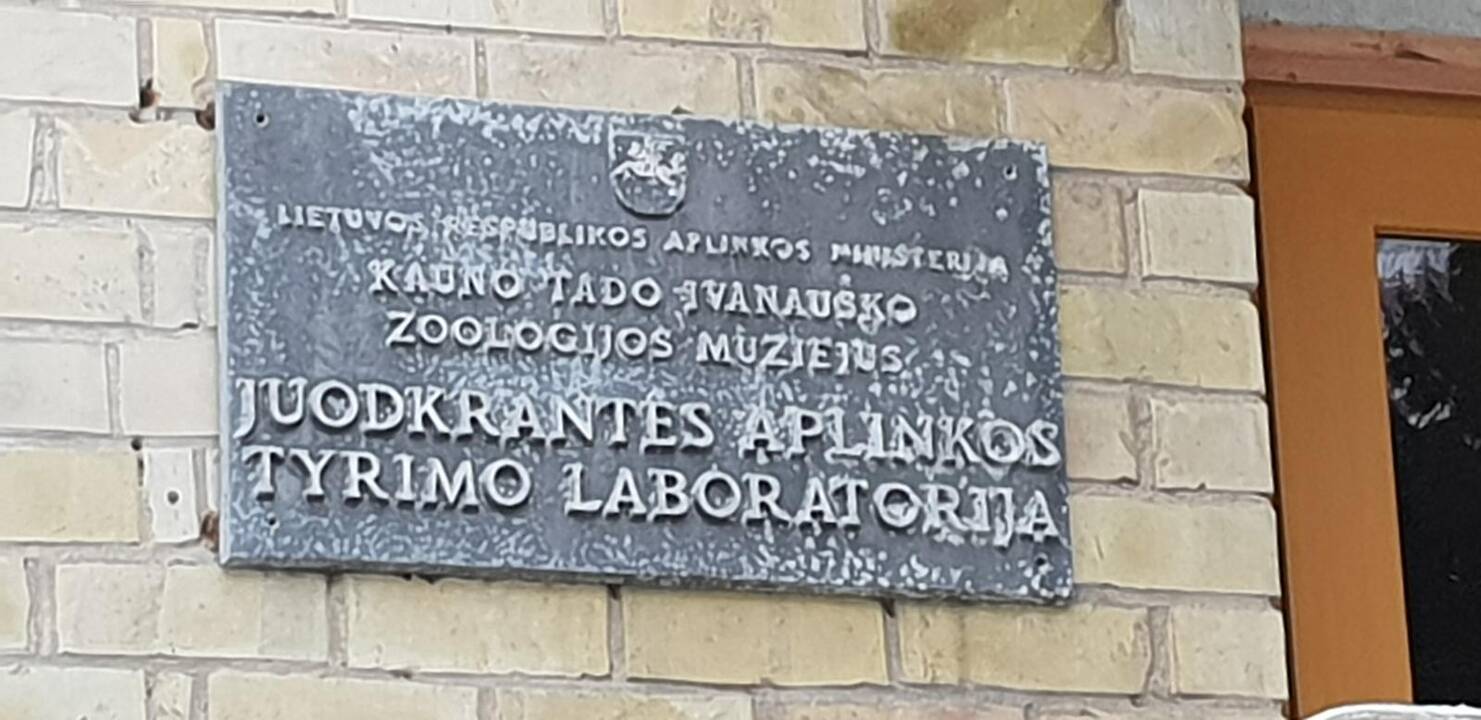 LIETUVOS RESPUBLIKOS APLINKOS MINISTERIJA
KAUNO TADO IVANAUSKO
ZOOLOGIJOS MUZIEJUS
JUODKRANTĖS APLINKOS
TYRIMO LABORATORIJA